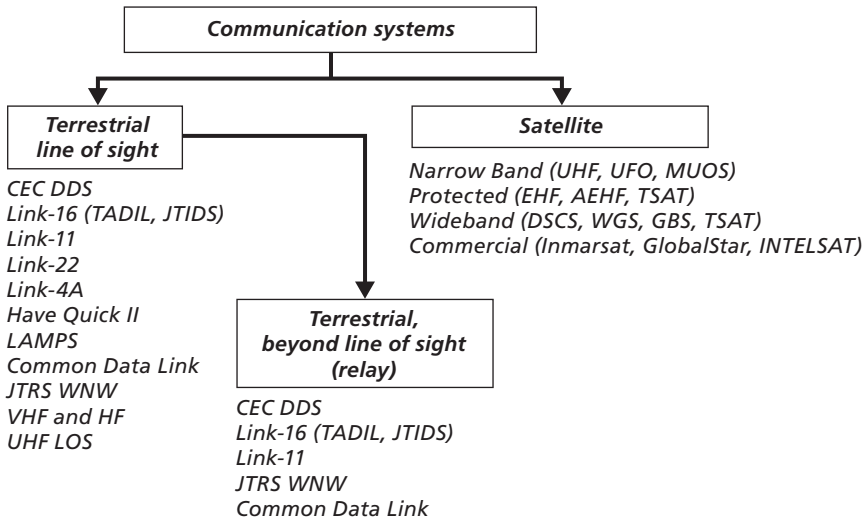 Communication systems
Terrestrial
line of sight
CEC DDS
Link-16 (TADIL, JTIDS)
Link-11
Link-22
Link-4A
Have Quick II
LAMPS
Common Data Link
JTRS WNW
VHF and HF
UHF LOS
Terrestrial,
beyond line of sight
(relay)
CEC DDS
Link-16 (TADIL, JTIDS)
Link-11
JTRS WNW
Common Data Link
Satellite
Narrow Band (UHF, UFO, MUOS)
Protected (EHF, AEHF, TSAT)
Wideband (DSCS, WGS, GBS, TSAT)
Commercial (Inmarsat, GlobalStar, INTELSAT)